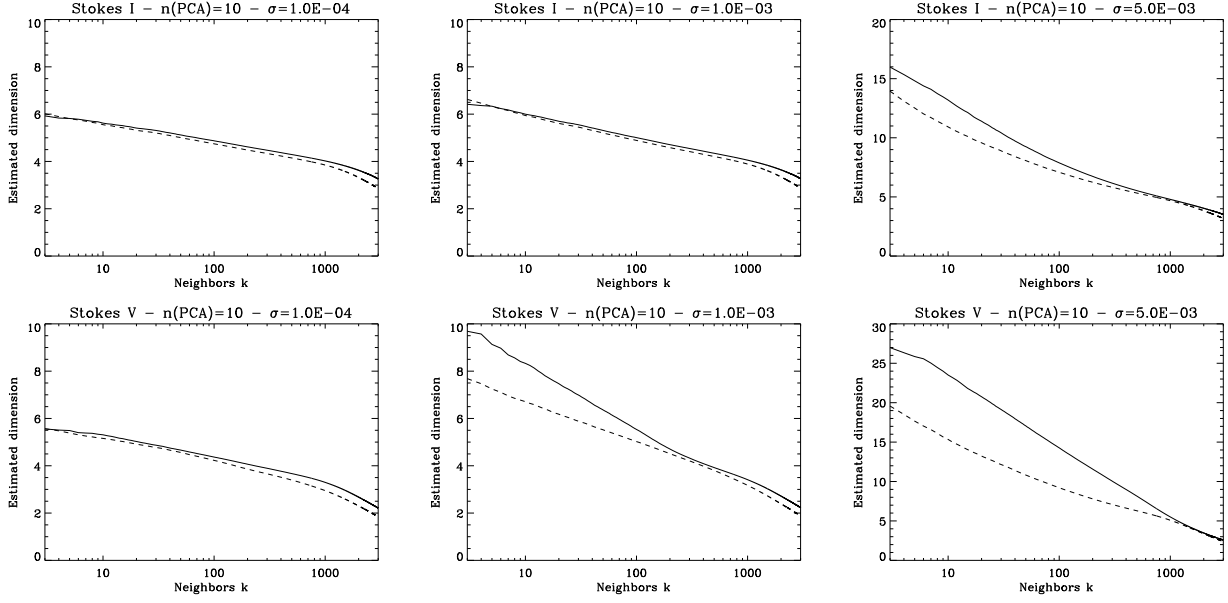 Stokes I − n(PCA)=10 − σ=1.0E−04
10
8
6
4
2
0
Estimated dimension
10 100 1000
Neighbors k
Stokes I − n(PCA)=10 − σ=1.0E−03
10
8
6
4
2
0
Estimated dimension
10 100 1000
Neighbors k
Stokes I − n(PCA)=10 − σ=5.0E−03
20
15
10
5
0
Estimated dimension
10 100 1000
Neighbors k
Stokes V − n(PCA)=10 − σ=1.0E−04
10
8
6
4
2
0
Estimated dimension
10 100 1000
Neighbors k
Stokes V − n(PCA)=10 − σ=1.0E−03
10
8
6
4
2
0
Estimated dimension
10 100 1000
Neighbors k
Stokes V − n(PCA)=10 − σ=5.0E−03
30
25
20
15
10
5
0
Estimated dimension
10 100 1000
Neighbors k